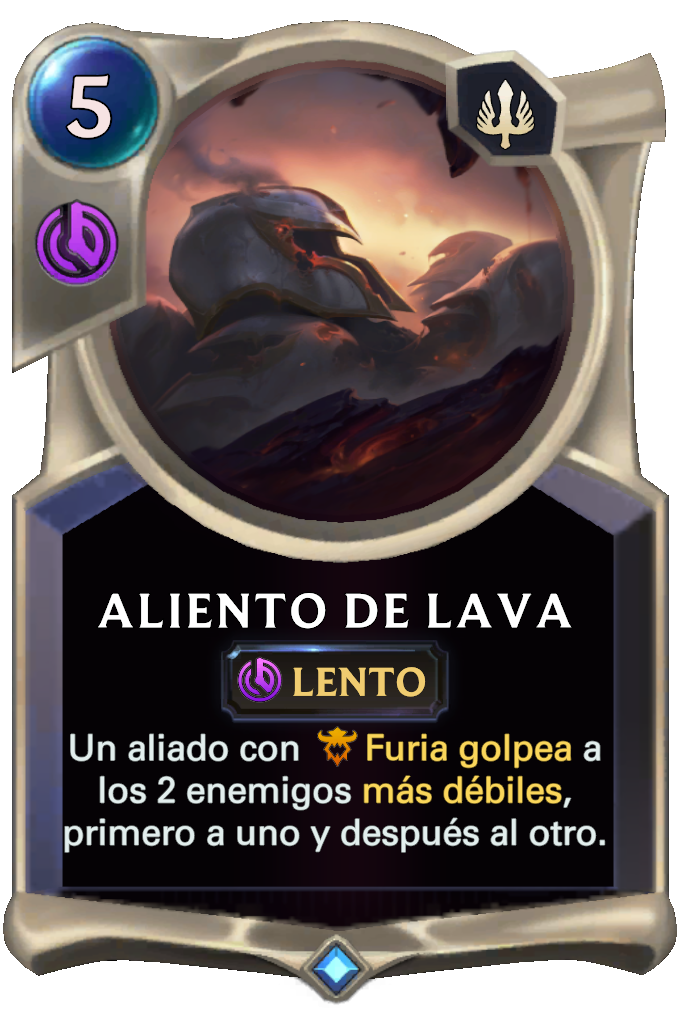 5
ALIENTO DE LAVA
LENTO
Un aliado con Furia golpea a
los 2 enemigos más débiles,
primero a uno y después al otro.